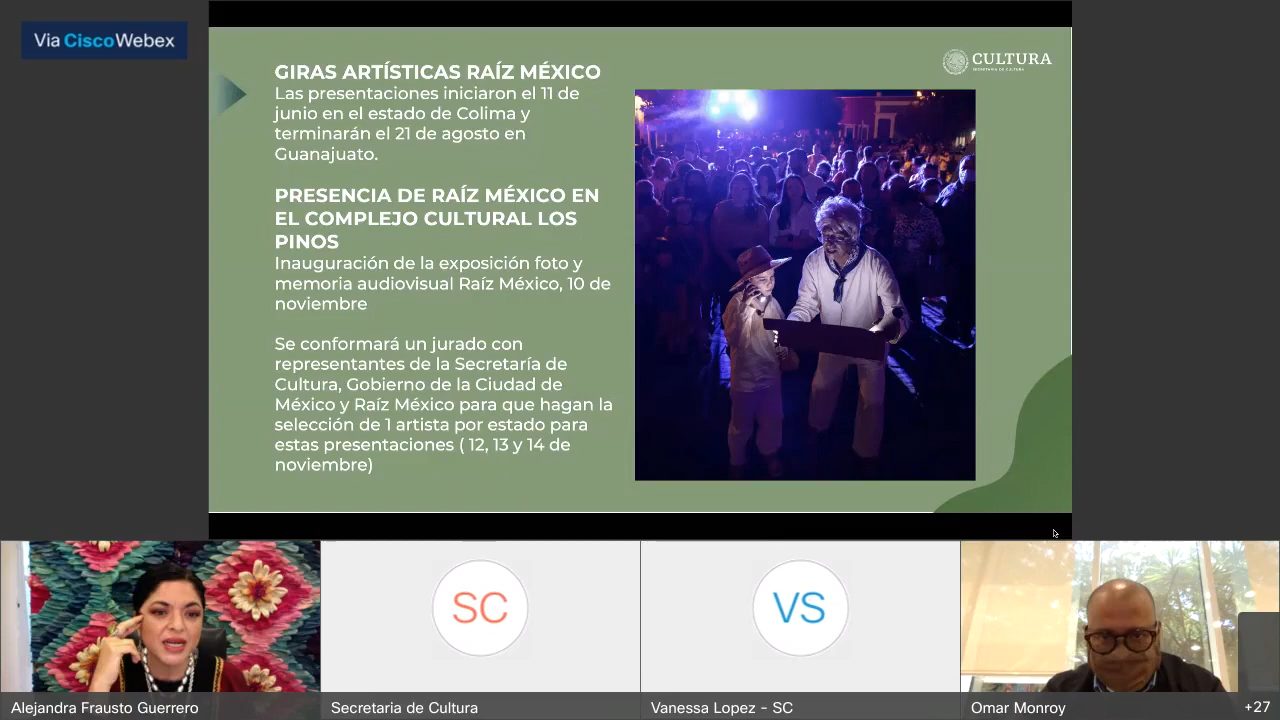 Via CiscoWebex
CULTURA
SECRETARÍA DE CULTURA
GIRAS ARTÍSTICAS RAÍZ MÉXICO
Las presentaciones iniciaron el 11 de
junio en el estado de Colima y
terminarán el 21 de agosto en
Guanajuato.
PRESENCIA DE RAÍZ MÉXICO EN
EL COMPLEJO CULTURAL LOS
PINOS
Inauguración de la exposición foto y
memoria audiovisual Raíz México, 10 de
noviembre
Se conformará un jurado con
representantes de la Secretaría de
Cultura, Gobierno de la Ciudad de
México y Raíz México para que hagan la
selección de 1 artista por estado para
estas presentaciones ( 12, 13 y 14 de
noviembre)
SC
VS
Alejandra Frausto Guerrero
Secretaria de Cultura
Vanessa Lopez - SC
Omar Monroy
+27